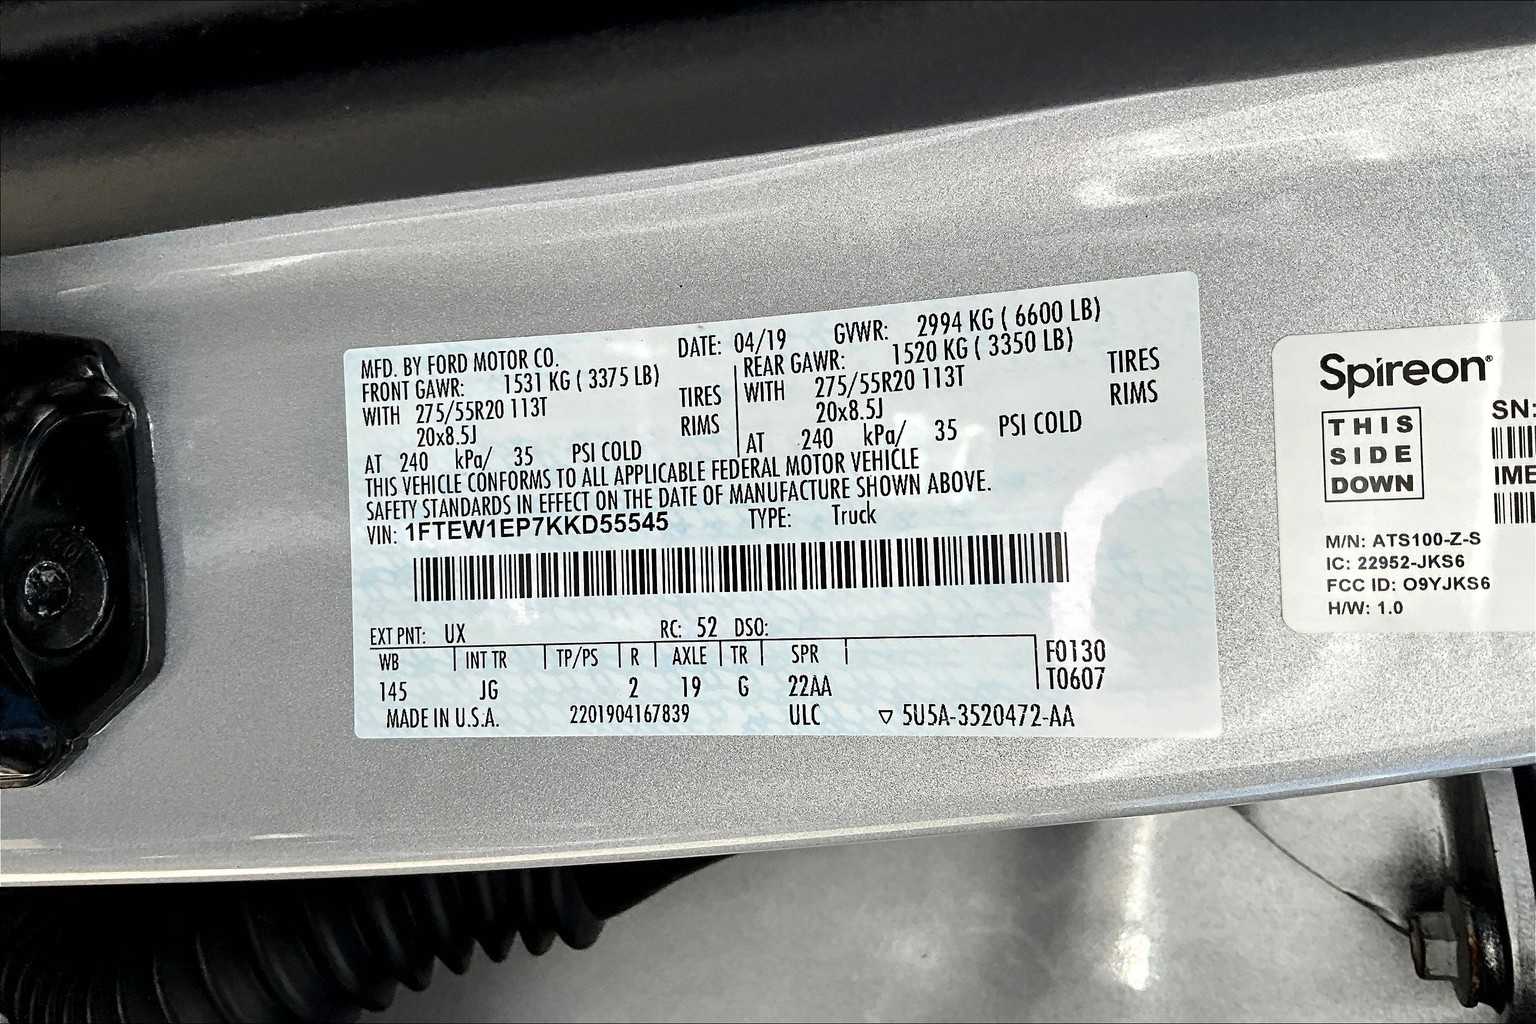 MFD. BY FORD MOTOR CO. DATE: 04/19 GVWR: 2994 KG ( 6600 LB)
FRONT GAWR: 1531 KG ( 3375 LB) REAR GAWR: 1520 KG ( 3350 LB)
WITH 275/55R20 113T TIRES WITH 275/55R20 113T TIRES
20x8.5J RIMS 20x8.5J RIMS
AT 240 kPa/ 35 PSI COLD AT 240 kPa/ 35 PSI COLD
THIS VEHICLE CONFORMS TO ALL APPLICABLE FEDERAL MOTOR VEHICLE
SAFETY STANDARDS IN EFFECT ON THE DATE OF MANUFACTURE SHOWN ABOVE.
VIN: 1FTEW1EP7KKD55545 TYPE: Truck
EXT PNT: UX RC: 52 DSO:
WB INT TR TP/PS R AXLE TR SPR F0130
145 JG 2 19 G 22AA T0607
MADE IN U.S.A. 2201904167839 ULC ▽ 5U5A-3520472-AA
Spireon®
THIS
SIDE
DOWN
SN:
IME
M/N: ATS100-Z-S
IC: 22952-JKS6
FCC ID: O9YJKS6
H/W: 1.0